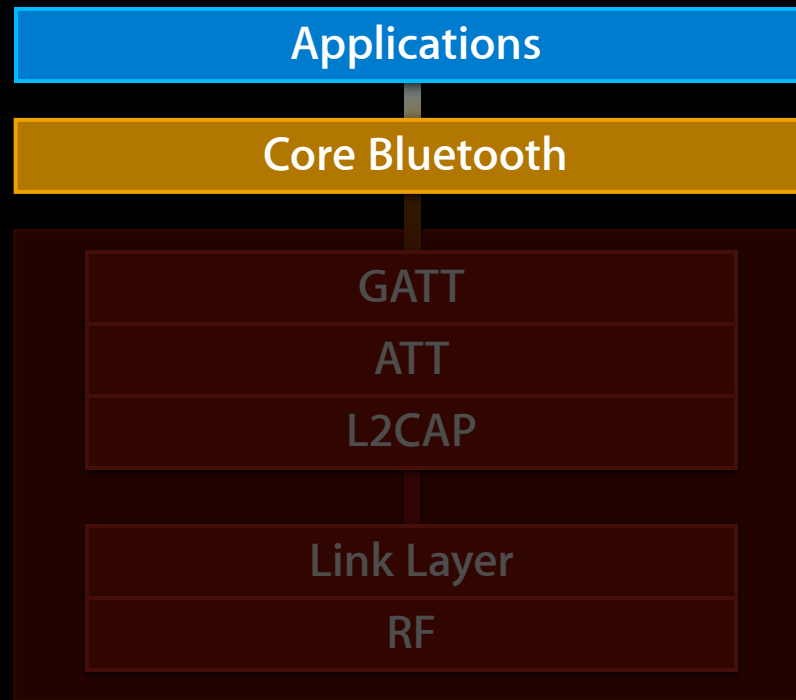 Applications
Core Bluetooth
GATT
ATT
L2CAP
Link Layer
RF